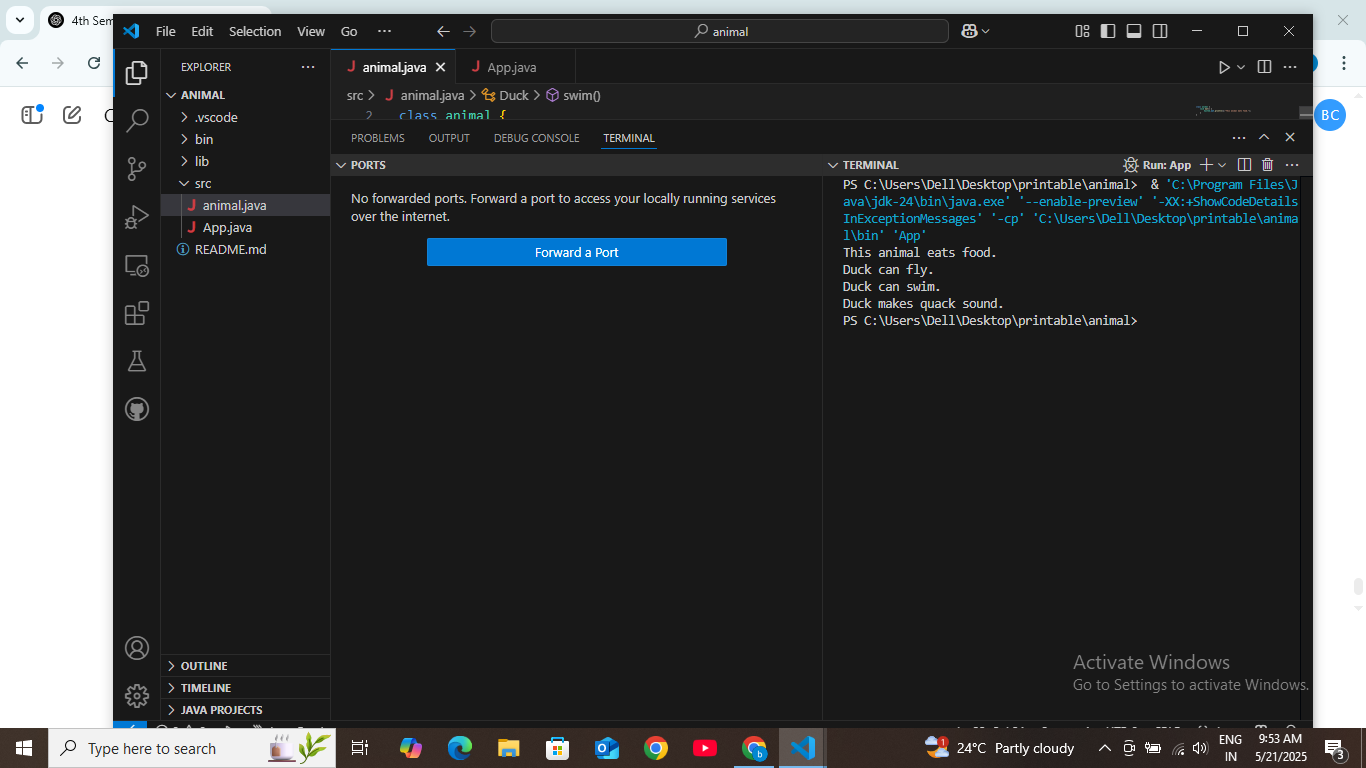 4th Sem
File Edit Selection View Go ···
animal
BC
EXPLORER
ANIMAL
.vscode
bin
lib
src
animal.java
App.java
README.md
OUTLINE
TIMELINE
JAVA PROJECTS
animal.java
App.java
src > animal.java > Duck > swim()
2 class animal {
PROBLEMS OUTPUT DEBUG CONSOLE TERMINAL
PORTS
No forwarded ports. Forward a port to access your locally running services
over the internet.
Forward a Port
TERMINAL
Run: App
PS C:\Users\Dell\Desktop\printable\animal> & 'C:\Program Files\J
ava\jdk-24\bin\java.exe' '--enable-preview' '-XX:+ShowCodeDetails
InExceptionMessages' '-cp' 'C:\Users\Dell\Desktop\printable\anima
l\bin' 'App'
This animal eats food.
Duck can fly.
Duck can swim.
Duck makes quack sound.
PS C:\Users\Dell\Desktop\printable\animal>
Activate Windows
Go to Settings to activate Windows.
Type here to search
1
24°C Partly cloudy
ENG
IN
9:53 AM
5/21/2025
3